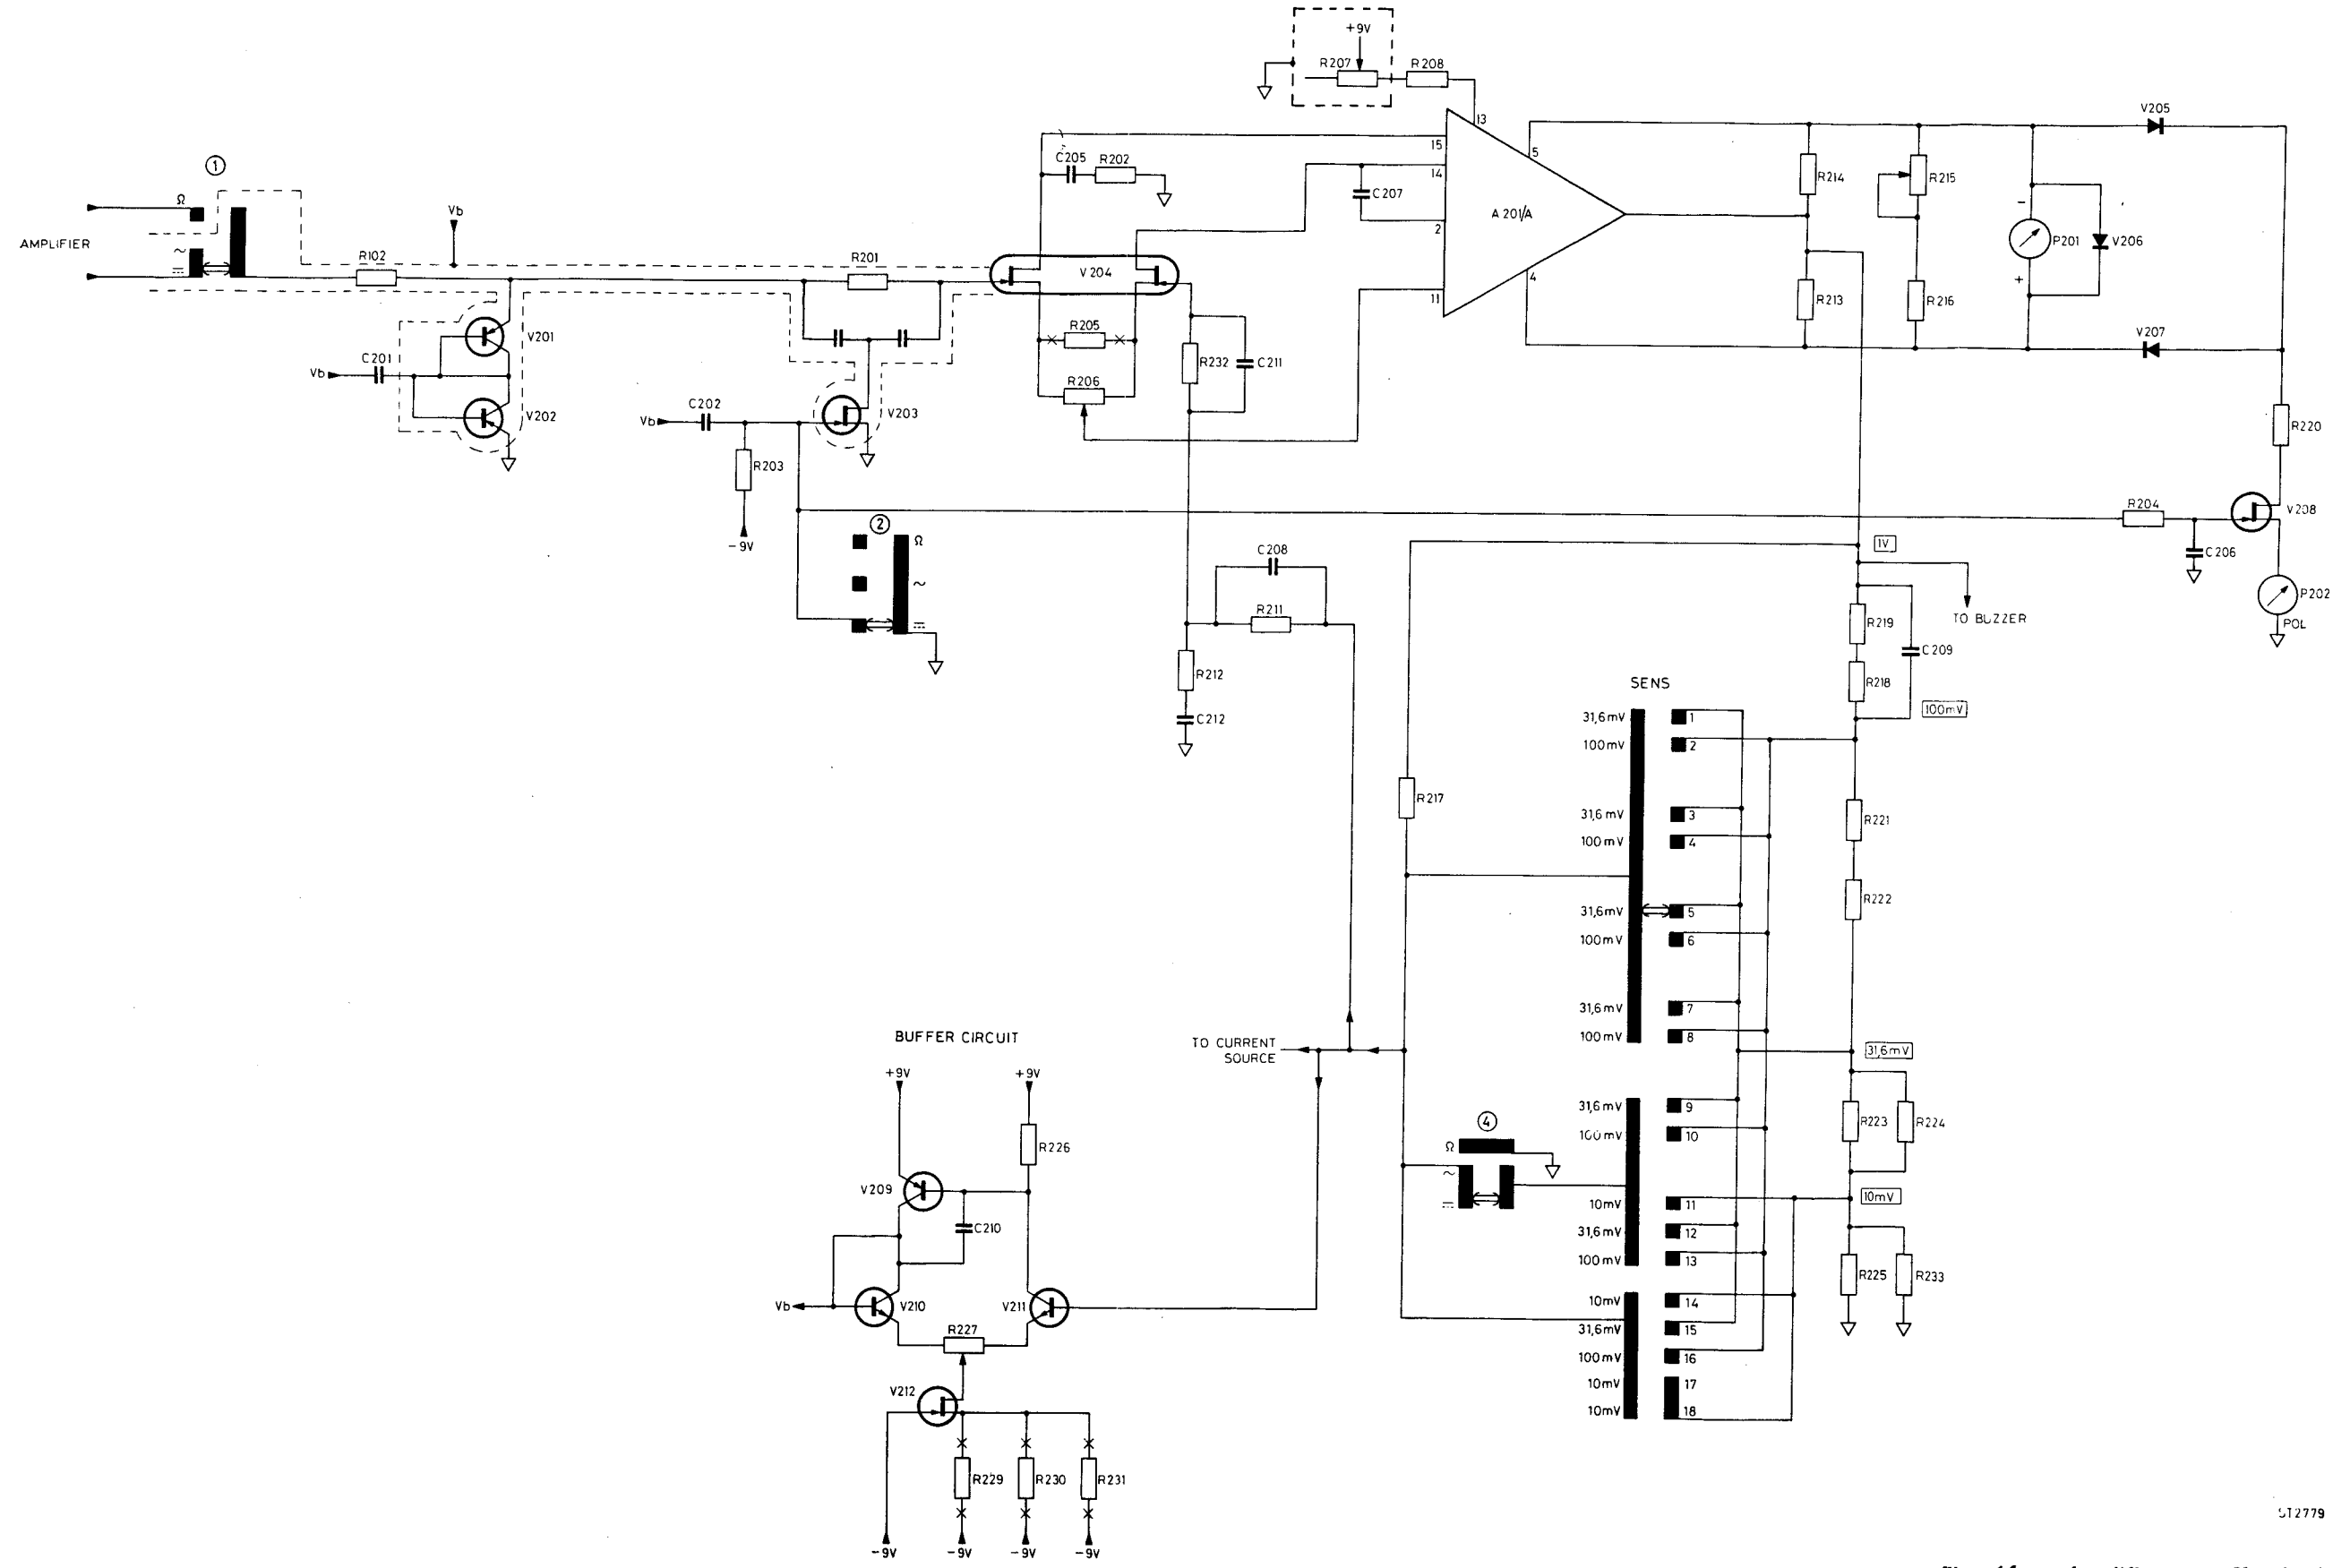 +9V
R207
R208
13
15
14
2
11
5
4
A 201/A
V205
①
Ω
~
⎓
AMPLIFIER
R102
Vb
R201
C205
R202
C207
V 204
R214
R215
P201
-
+
V206
R213
R216
V207
V201
C201
Vb
V202
R205
R206
R232
C211
C202
Vb
V203
R203
-9V
R220
R204
V208
C206
P202
POL
②
Ω
~
⎓
C208
R211
R212
C212
1V
TO BUZZER
R219
C209
R218
100mV
SENS
31,6mV 1
100mV 2
31,6mV 3
100mV 4
31,6mV 5
100mV 6
31,6mV 7
100mV 8
R217
R221
R222
31,6mV
TO CURRENT
SOURCE
31,6mV 9
100mV 10
10mV 11
31,6mV 12
100mV 13
10mV 14
31,6mV 15
100mV 16
10mV 17
10mV 18
④
Ω
~
⎓
R223
R224
10mV
R225
R233
BUFFER CIRCUIT
+9V
+9V
R226
V209
C210
Vb
V210
V211
R227
V212
R229
R230
R231
-9V
-9V
-9V
-9V
ST2779